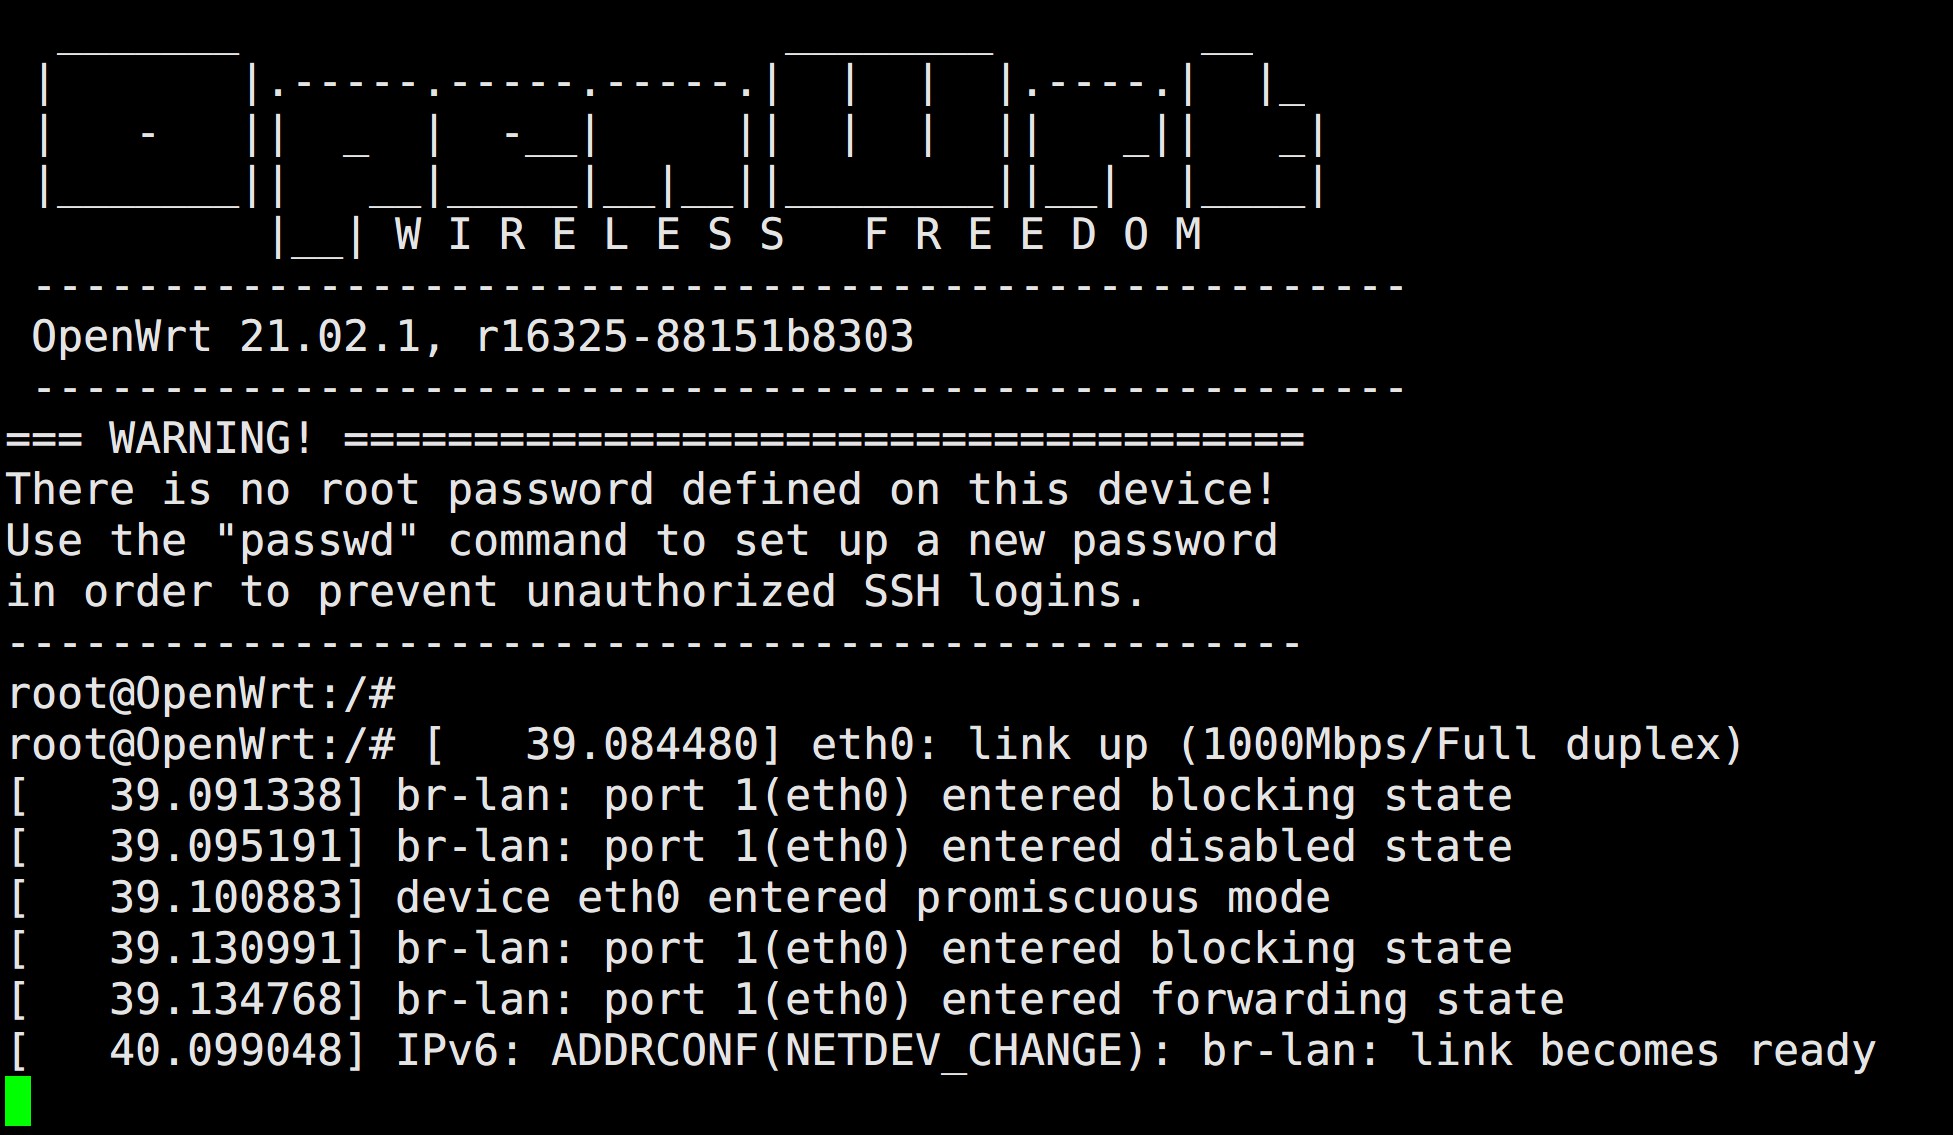 _______                     ________        __
 |       |.-----.-----.-----.|  |  |  |.----.|  |_
 |   -   ||  _  |  -__|     ||  |  |  ||   _||   _|
 |_______||   __|_____|__|__||________||__|  |____|
          |__| W I R E L E S S   F R E E D O M
 -----------------------------------------------------
 OpenWrt 21.02.1, r16325-88151b8303
 -----------------------------------------------------
=== WARNING! =====================================
There is no root password defined on this device!
Use the "passwd" command to set up a new password
in order to prevent unauthorized SSH logins.
--------------------------------------------------
root@OpenWrt:/#
root@OpenWrt:/# [   39.084480] eth0: link up (1000Mbps/Full duplex)
[   39.091338] br-lan: port 1(eth0) entered blocking state
[   39.095191] br-lan: port 1(eth0) entered disabled state
[   39.100883] device eth0 entered promiscuous mode
[   39.130991] br-lan: port 1(eth0) entered blocking state
[   39.134768] br-lan: port 1(eth0) entered forwarding state
[   40.099048] IPv6: ADDRCONF(NETDEV_CHANGE): br-lan: link becomes ready